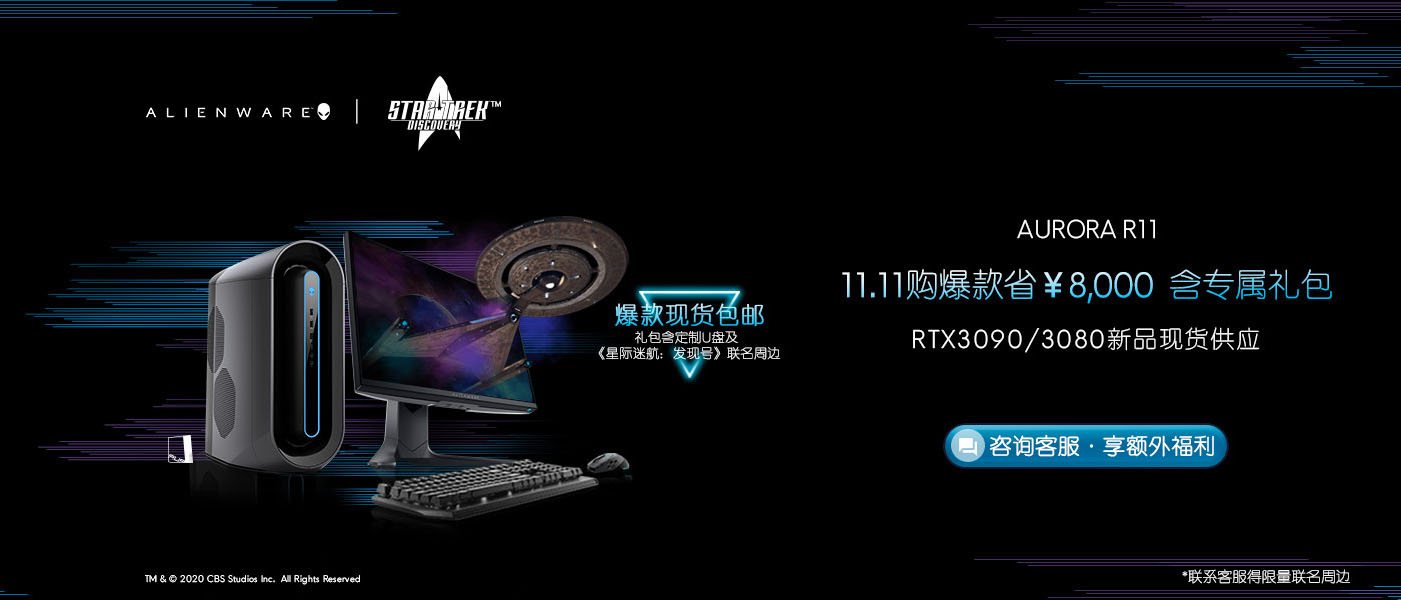 ALIENWARE
STAR TREK™
DISCOVERY
AURORA R11
11.11购爆款省¥8,000 含专属礼包
RTX3090/3080新品现货供应
爆款现货包邮
礼包含定制U盘及
《星际迷航：发现号》联名周边
咨询客服·享额外福利
TM & © 2020 CBS Studios Inc. All Rights Reserved
*联系客服得限量联名周边